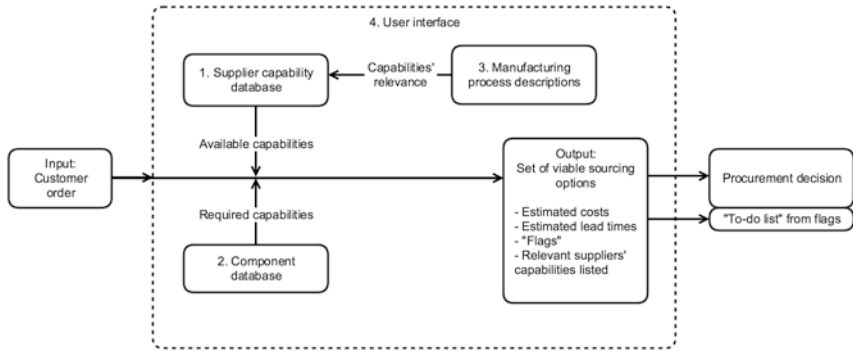 4. User interface
1. Supplier capability
database
Capabilities'
relevance
3. Manufacturing
process descriptions
Available capabilities
Input:
Customer
order
Output:
Set of viable sourcing
options
- Estimated costs
- Estimated lead times
- "Flags"
- Relevant suppliers'
capabilities listed
Procurement decision
"To-do list" from flags
Required capabilities
2. Component
database